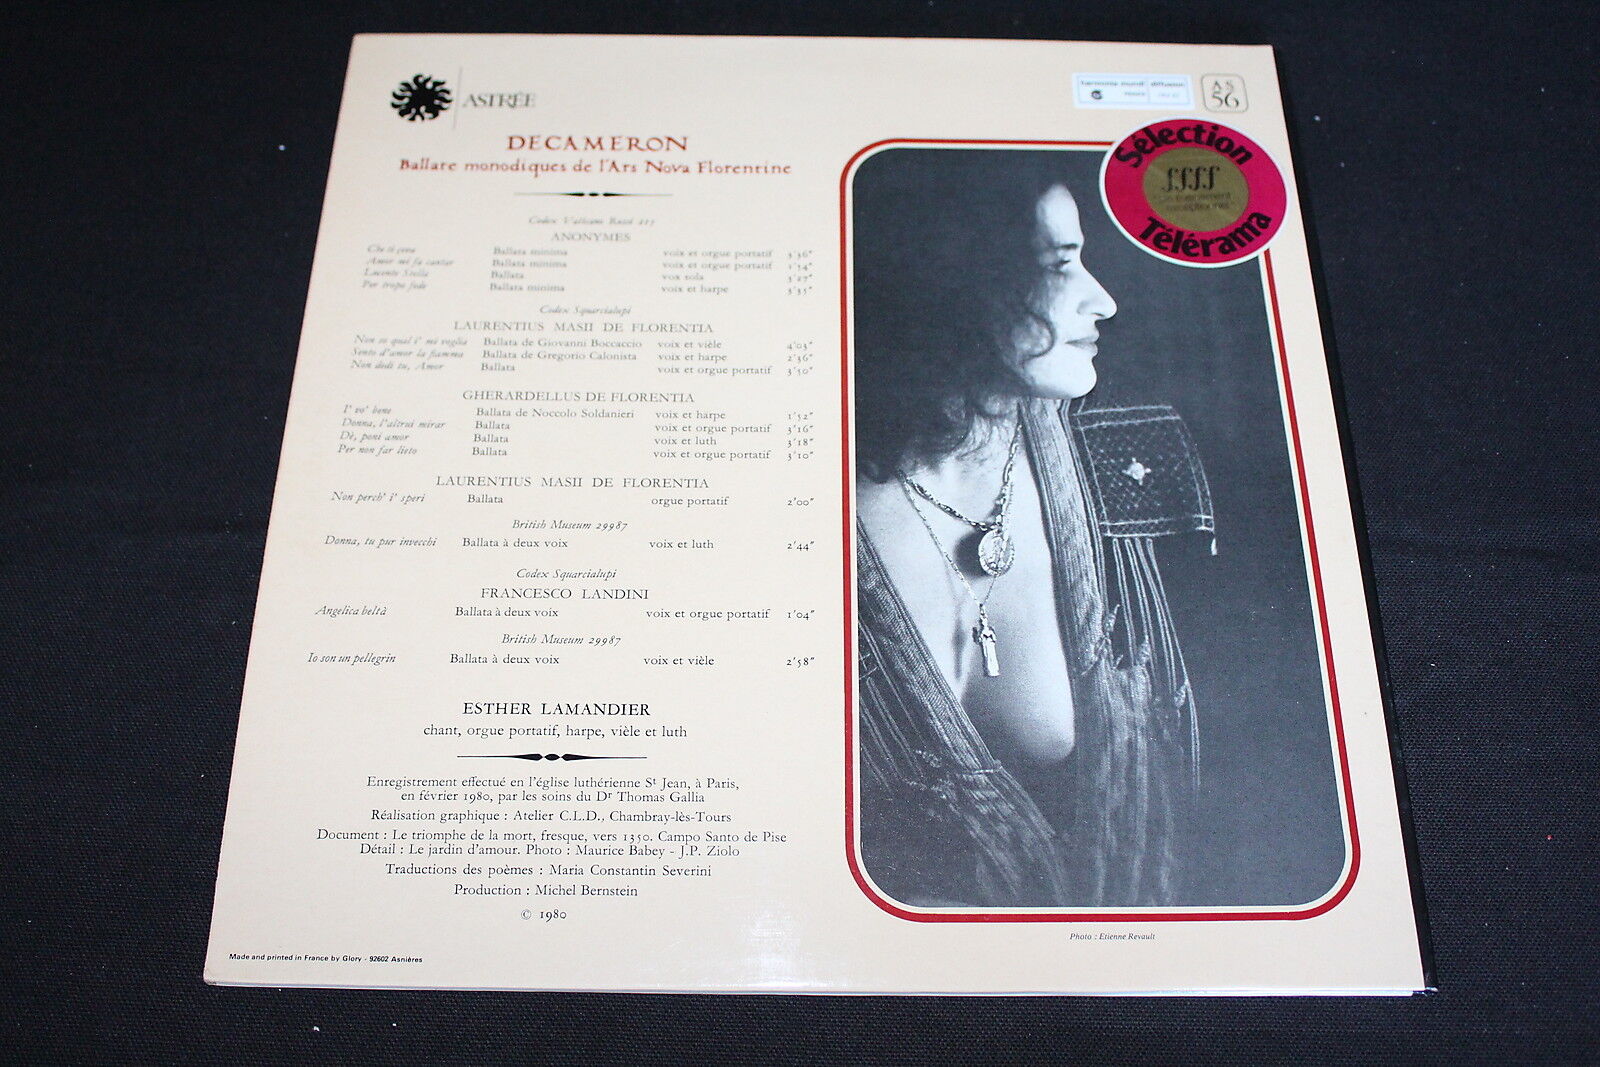 ASTRÉE
harmonia mundi diffusion
AS
56
DECAMERON
Ballate monodiques de l'Ars Nova Florentine
Sélection
ffff
Télérama
Codex Vaticani Rossi 215
ANONYMES
Che ti çova Ballata minima voix et orgue portatif 3'36"
Amor mi fa cantar Ballata minima voix et orgue portatif 1'54"
Lucente Stella Ballata vox sola 3'27"
Per tropo fede Ballata minima voix et harpe 3'35"
Codex Squarcialupi
LAURENTIUS MASII DE FLORENTIA
Non so qual i' mi voglia Ballata de Giovanni Boccaccio voix et vièle 4'03"
Sento d'amor la fiamma Ballata de Gregorio Calonista voix et harpe 2'36"
Non dedi tu, Amor Ballata voix et orgue portatif 3'50"
GHERARDELLUS DE FLORENTIA
I' vo' bene Ballata de Noccolo Soldanieri voix et harpe 1'52"
Donna, l'altrui mirar Ballata voix et orgue portatif 3'16"
Dè, poni amor Ballata voix et luth 3'18"
Per non far lieto Ballata voix et orgue portatif 3'10"
LAURENTIUS MASII DE FLORENTIA
Non perch' i' speri Ballata orgue portatif 2'00"
British Museum 29987
Donna, tu pur invecchi Ballata à deux voix voix et luth 2'44"
Codex Squarcialupi
FRANCESCO LANDINI
Angelica beltà Ballata à deux voix voix et orgue portatif 1'04"
British Museum 29987
Io son un pellegrin Ballata à deux voix voix et vièle 2'58"
ESTHER LAMANDIER
chant, orgue portatif, harpe, vièle et luth
Enregistrement effectué en l'église luthérienne St Jean, à Paris,
en février 1980, par les soins du Dr Thomas Gallia
Réalisation graphique : Atelier C.L.D., Chambray-lès-Tours
Document : Le triomphe de la mort, fresque, vers 1350. Campo Santo de Pise
Détail : Le jardin d'amour. Photo : Maurice Babey - J.P. Ziolo
Traductions des poèmes : Maria Constantin Severini
Production : Michel Bernstein
© 1980
Photo : Etienne Revault
Made and printed in France by Glory - 92602 Asnières